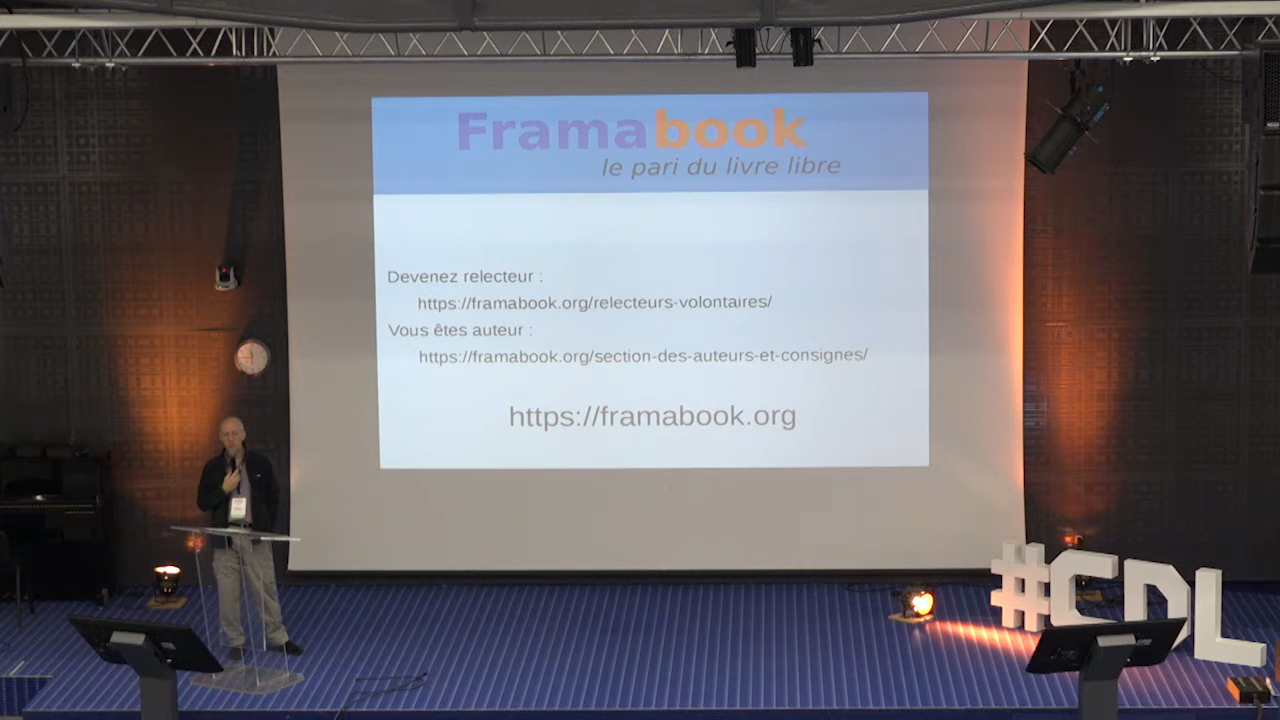 Framabook
le pari du livre libre
Devenez relecteur :
https://framabook.org/relecteurs-volontaires/
Vous êtes auteur :
https://framabook.org/section-des-auteurs-et-consignes/
https://framabook.org
#CDL